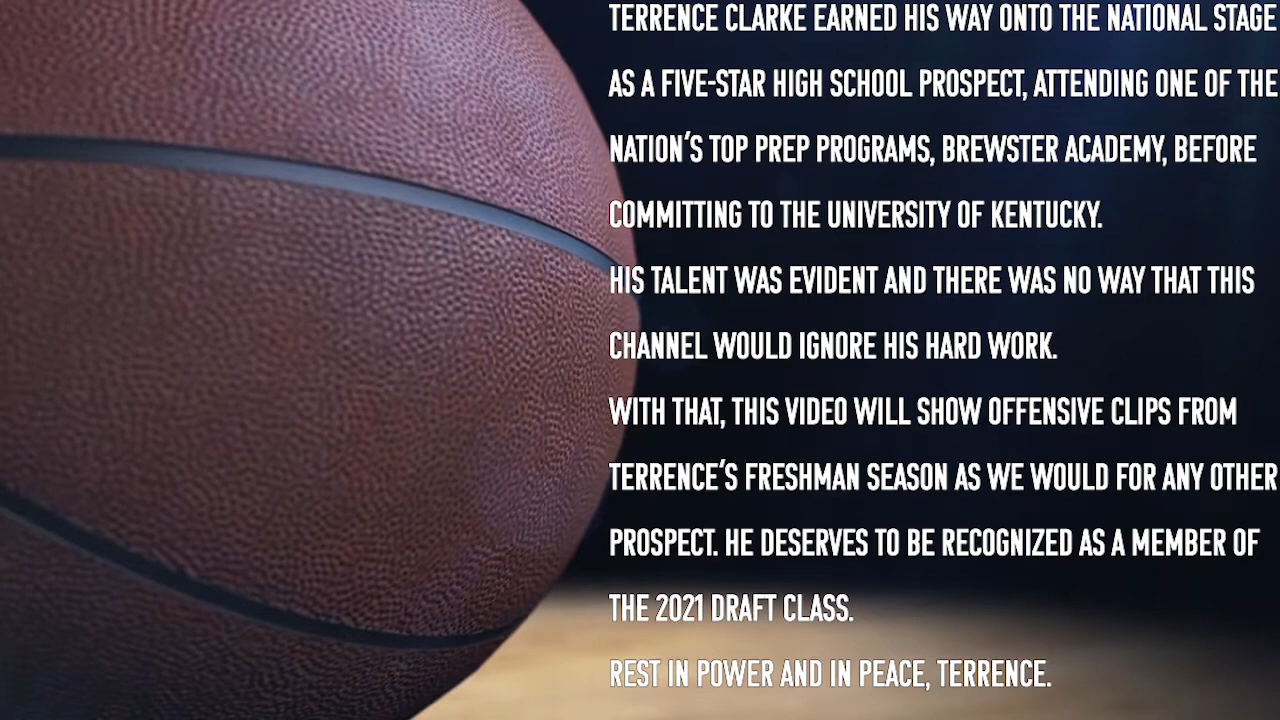 TERRENCE CLARKE EARNED HIS WAY ONTO THE NATIONAL STAGE
AS A FIVE-STAR HIGH SCHOOL PROSPECT, ATTENDING ONE OF THE
NATION'S TOP PREP PROGRAMS, BREWSTER ACADEMY, BEFORE
COMMITTING TO THE UNIVERSITY OF KENTUCKY.
HIS TALENT WAS EVIDENT AND THERE WAS NO WAY THAT THIS
CHANNEL WOULD IGNORE HIS HARD WORK.
WITH THAT, THIS VIDEO WILL SHOW OFFENSIVE CLIPS FROM
TERRENCE'S FRESHMAN SEASON AS WE WOULD FOR ANY OTHER
PROSPECT. HE DESERVES TO BE RECOGNIZED AS A MEMBER OF
THE 2021 DRAFT CLASS.
REST IN POWER AND IN PEACE, TERRENCE.